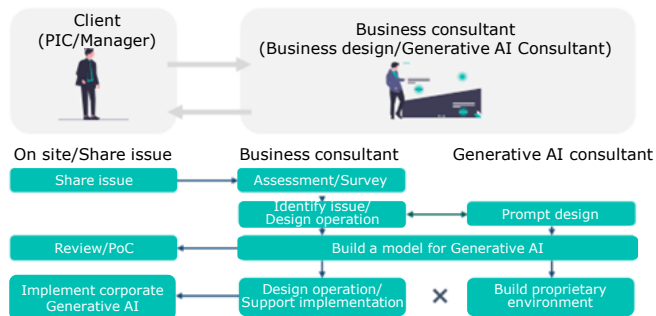 Client
(PIC/Manager)
Business consultant
(Business design/Generative AI Consultant)
On site/Share issue
Business consultant
Generative AI consultant
Share issue
Assessment/Survey
Identify issue/
Design operation
Prompt design
Review/PoC
Build a model for Generative AI
Implement corporate
Generative AI
Design operation/
Support implementation
×
Build proprietary
environment